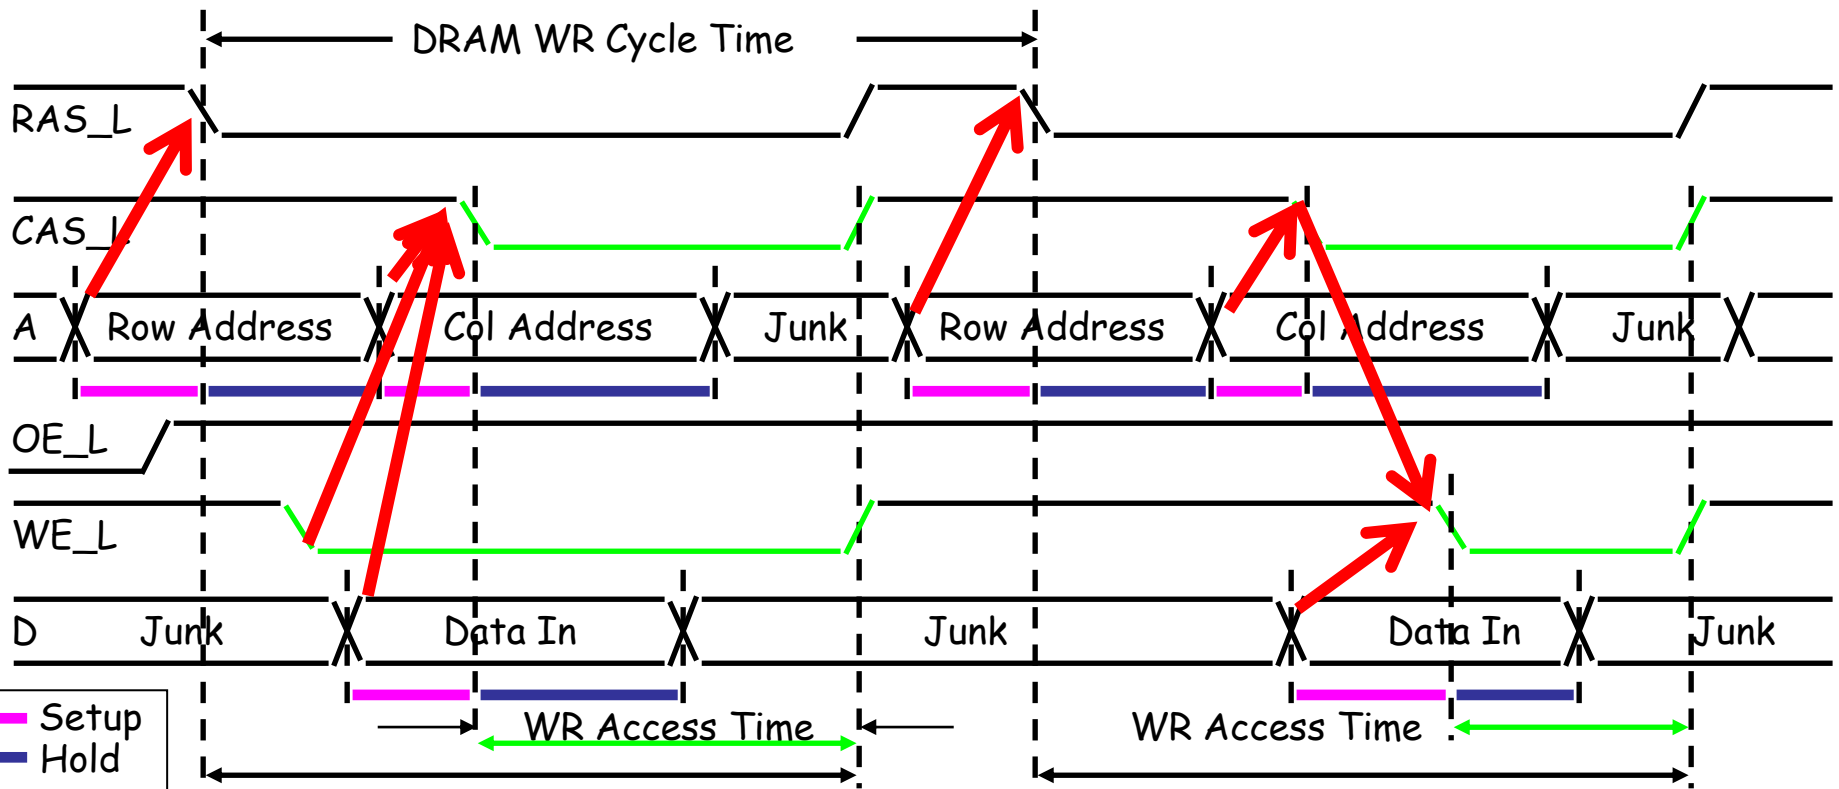 DRAM WR Cycle Time
RAS_L
CAS_L
A Row Address Col Address Junk Row Address Col Address Junk
OE_L
WE_L
D Junk Data In Junk Data In Junk
Setup
WR Access Time WR Access Time
Hold